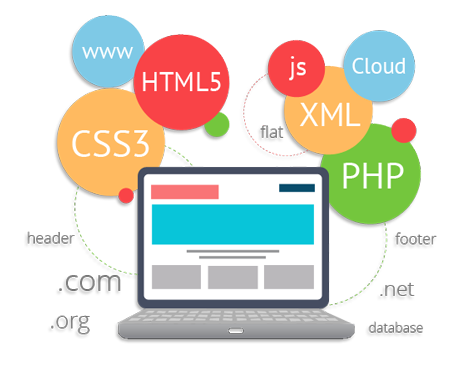 www
HTML5
CSS3
js
Cloud
XML
flat
PHP
header
footer
.com
.net
.org
database